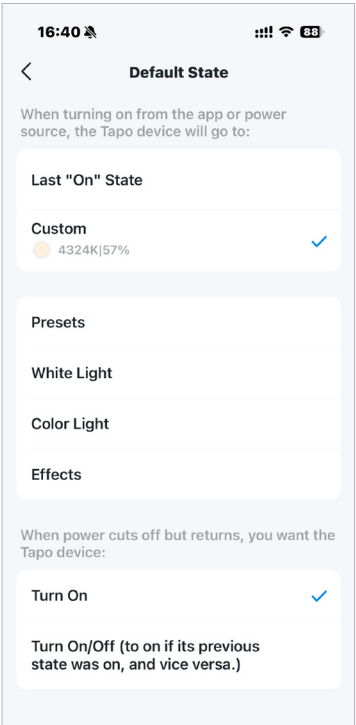 16:40
88
Default State
When turning on from the app or power
source, the Tapo device will go to:
Last "On" State
Custom
4324K|57%
Presets
White Light
Color Light
Effects
When power cuts off but returns, you want the
Tapo device:
Turn On
Turn On/Off (to on if its previous
state was on, and vice versa.)